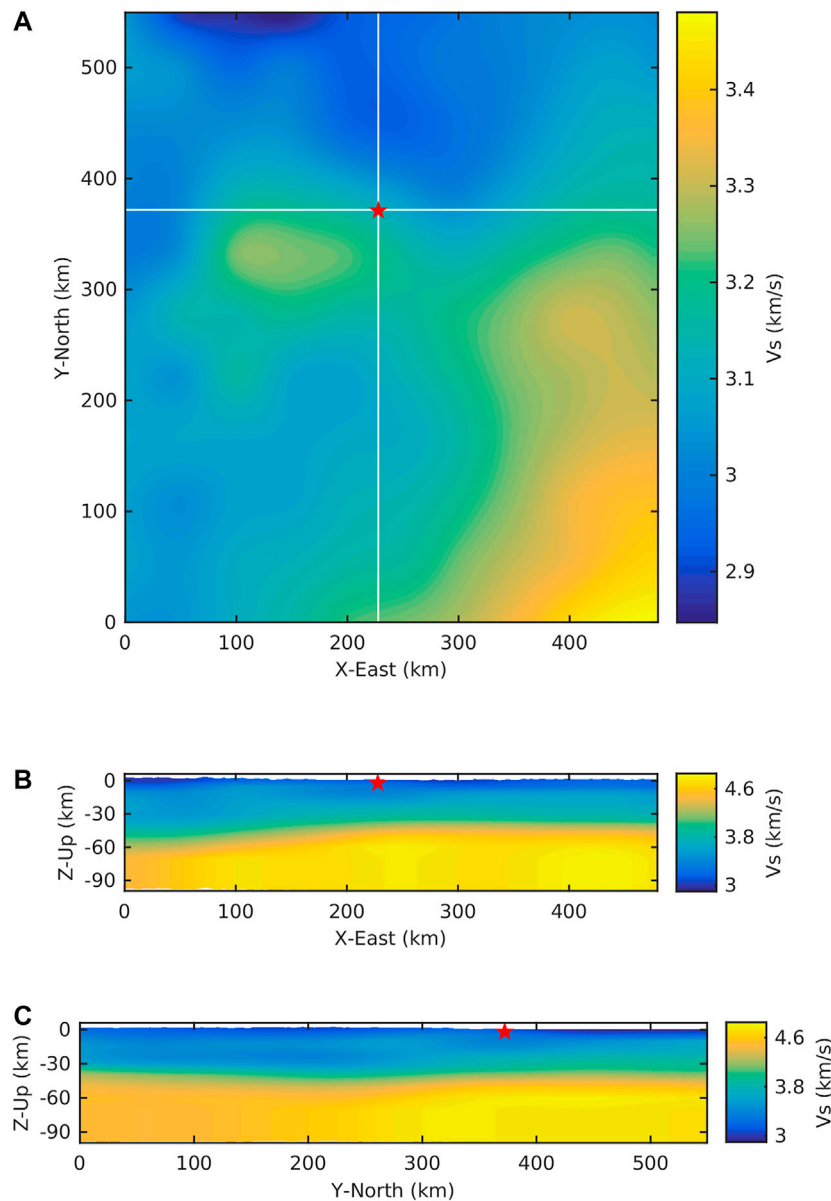 A
500
400
300
200
100
0
Y-North (km)
0 100 200 300 400
X-East (km)
3.4
3.3
3.2
3.1
3
2.9
Vs (km/s)
B
0
-30
-60
-90
Z-Up (km)
0 100 200 300 400
X-East (km)
4.6
3.8
3
Vs (km/s)
C
0
-30
-60
-90
Z-Up (km)
0 100 200 300 400 500
Y-North (km)
4.6
3.8
3
Vs (km/s)